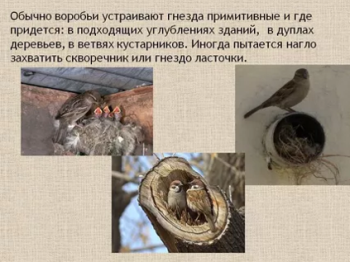 Обычно воробьи устраивают гнезда примитивные и где
придется: в подходящих углублениях зданий, в дуплах
деревьев, в ветвях кустарников. Иногда пытается нагло
захватить скворечник или гнездо ласточки.